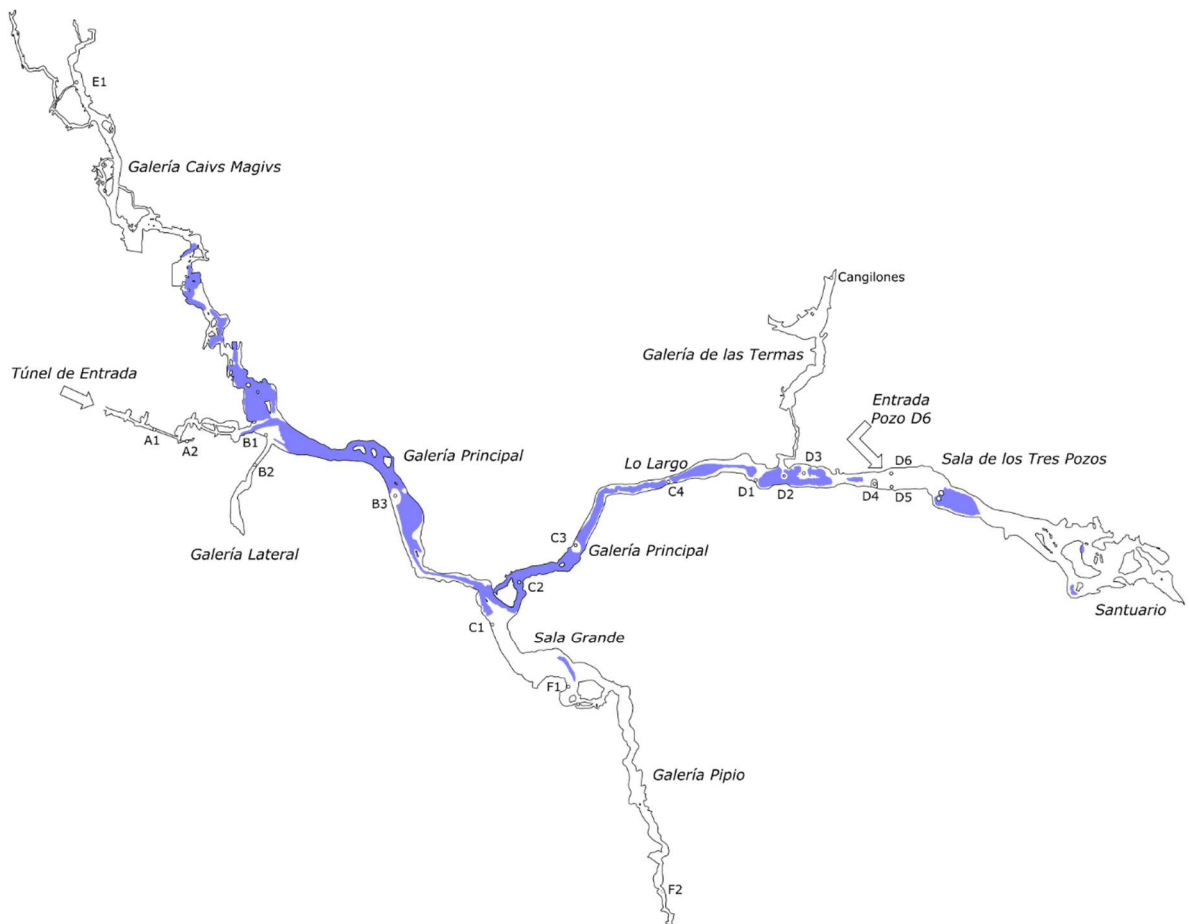 E1
Galería Caivs Magivs
Cangilones
Galería de las Termas
Túnel de Entrada
Entrada
Pozo D6
A1
A2
B1
B2
Galería Principal
Lo Largo
D3
D6
Sala de los Tres Pozos
C4
D1
D2
D4
D5
B3
Galería Lateral
C3
Galería Principal
C2
Santuario
C1
Sala Grande
F1
Galería Pipio
F2